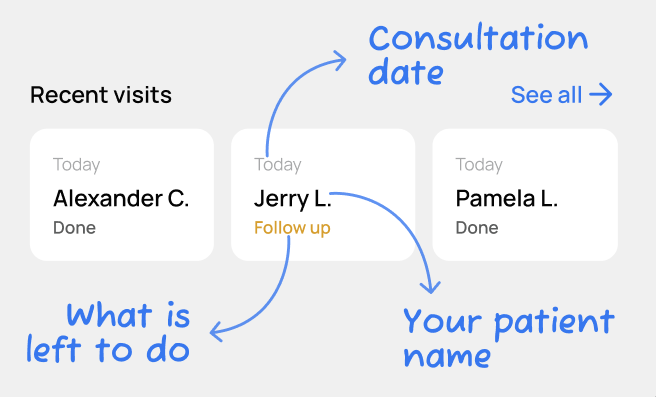 Consultation
date
Recent visits
See all
Today
Alexander C.
Done
Today
Jerry L.
Follow up
Today
Pamela L.
Done
What is
left to do
Your patient
name